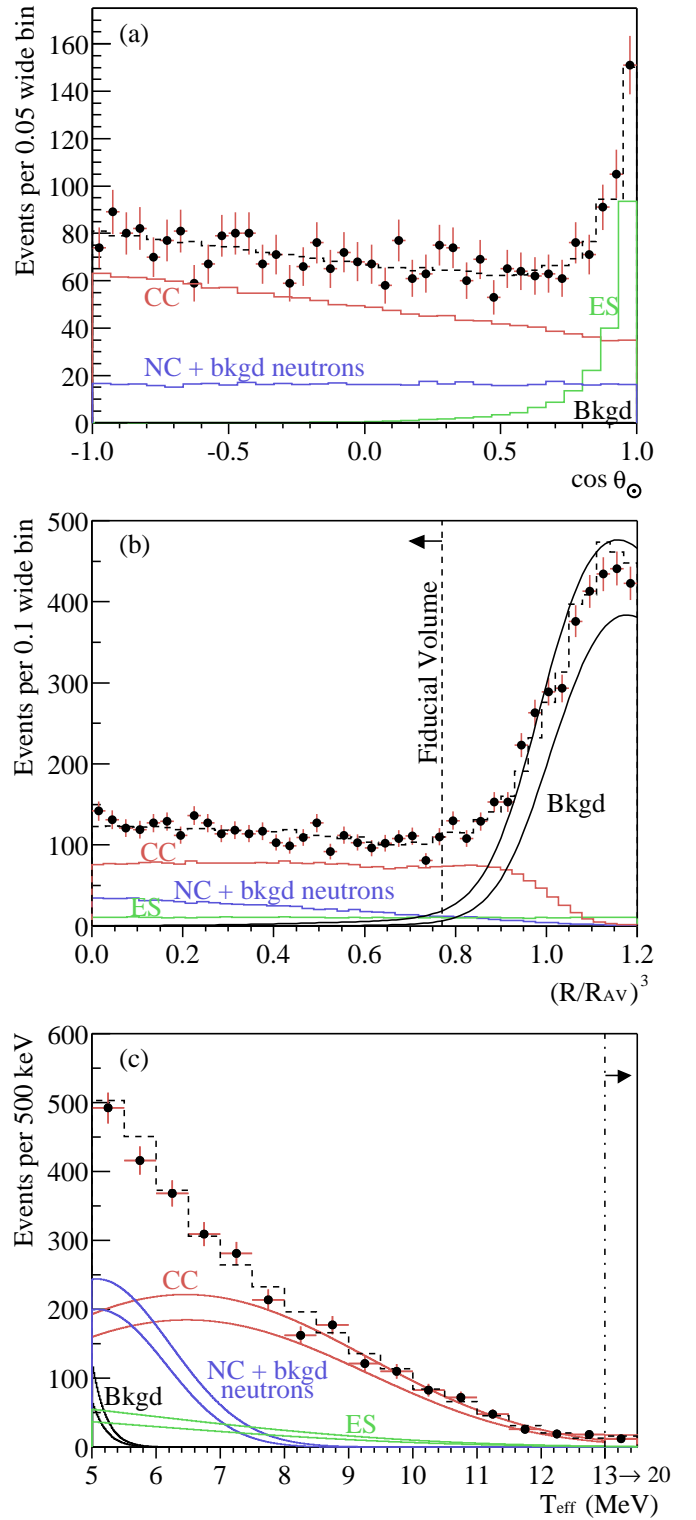 (a)
Events per 0.05 wide bin
160
140
120
100
80
60
40
20
0
CC
ES
NC + bkgd neutrons
Bkgd
-1.0 -0.5 0.0 0.5 1.0
cos θ⊙
(b)
Events per 0.1 wide bin
500
400
300
200
100
0
Fiducial Volume
Bkgd
CC
NC + bkgd neutrons
ES
0.0 0.2 0.4 0.6 0.8 1.0 1.2
(R/RAV)³
(c)
Events per 500 keV
600
500
400
300
200
100
0
CC
NC + bkgd
neutrons
Bkgd
ES
5 6 7 8 9 10 11 12 13→ 20
Teff (MeV)